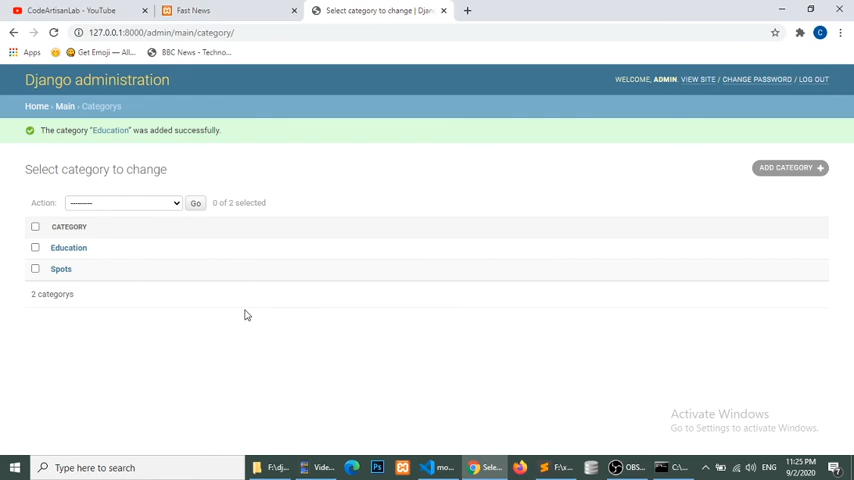 CodeArtisanLab - YouTube
Fast News
Select category to change | Djan
127.0.0.1:8000/admin/main/category/
Apps
Get Emoji — All...
BBC News - Techno...
Django administration
WELCOME, ADMIN. VIEW SITE / CHANGE PASSWORD / LOG OUT
Home › Main › Categorys
The category “Education” was added successfully.
Select category to change
ADD CATEGORY
Action:
---------
Go
0 of 2 selected
CATEGORY
Education
Spots
2 categorys
Activate Windows
Go to Settings to activate Windows.
Type here to search
F:\dj...
Vide...
Ps
mo...
Sele...
F:\x...
OBS...
C:\...
ENG
11:25 PM
9/2/2020